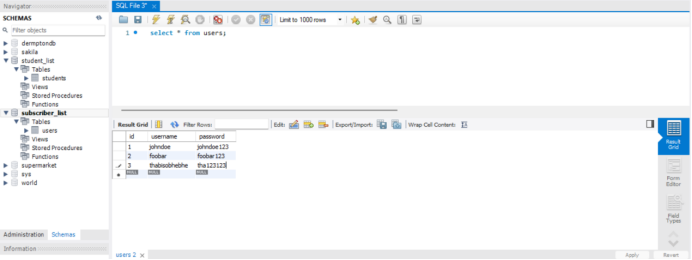 Navigator
SCHEMAS
Filter objects
dermptondb
sakila
student_list
Tables
students
Views
Stored Procedures
Functions
subscriber_list
Tables
users
Views
Stored Procedures
Functions
supermarket
sys
world
Administration Schemas
Information
SQL File 3*
Limit to 1000 rows
1 select * from users;
Result Grid Filter Rows: Edit: Export/Import: Wrap Cell Content:
id username password
1 johndoe johndoe123
2 foobar foobar123
3 thabisobhebhe tha123123
NULL NULL NULL
Result Grid
Form Editor
Field Types
users 2
Apply Revert